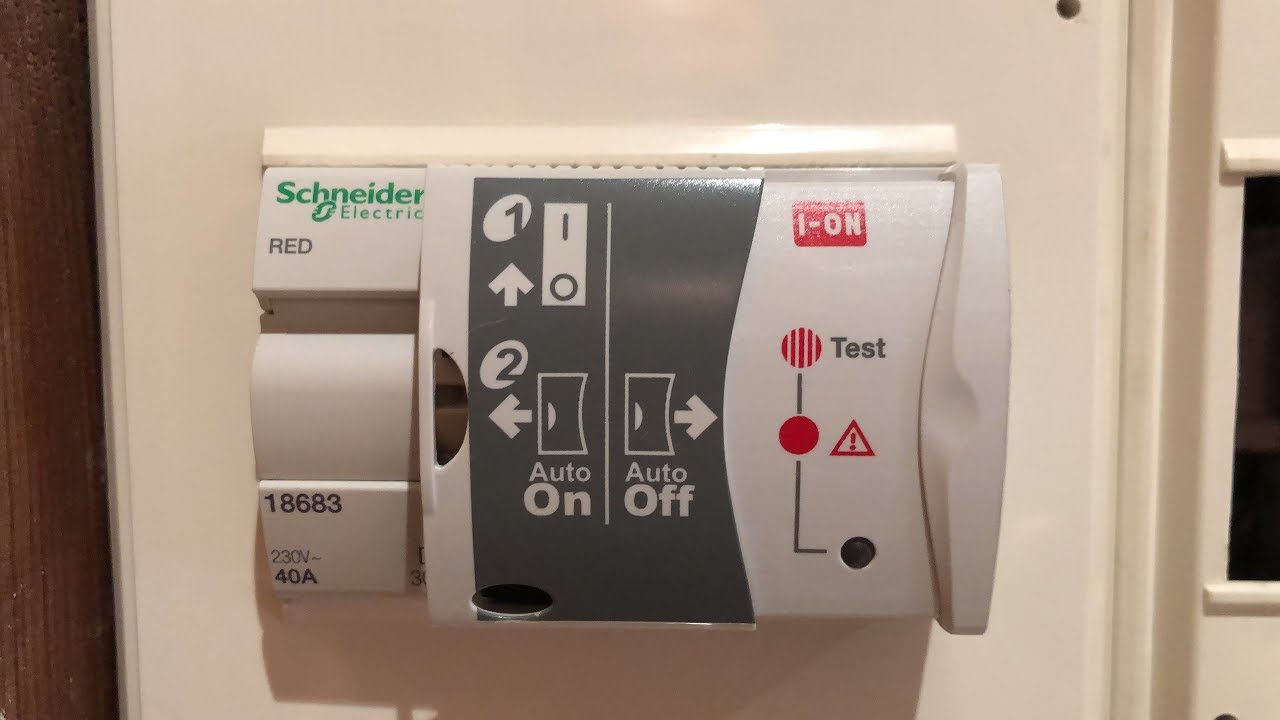 Schneider
Electric
RED
1
I
O
2
Auto
On
Auto
Off
I-ON
Test
18683
230V~
40A